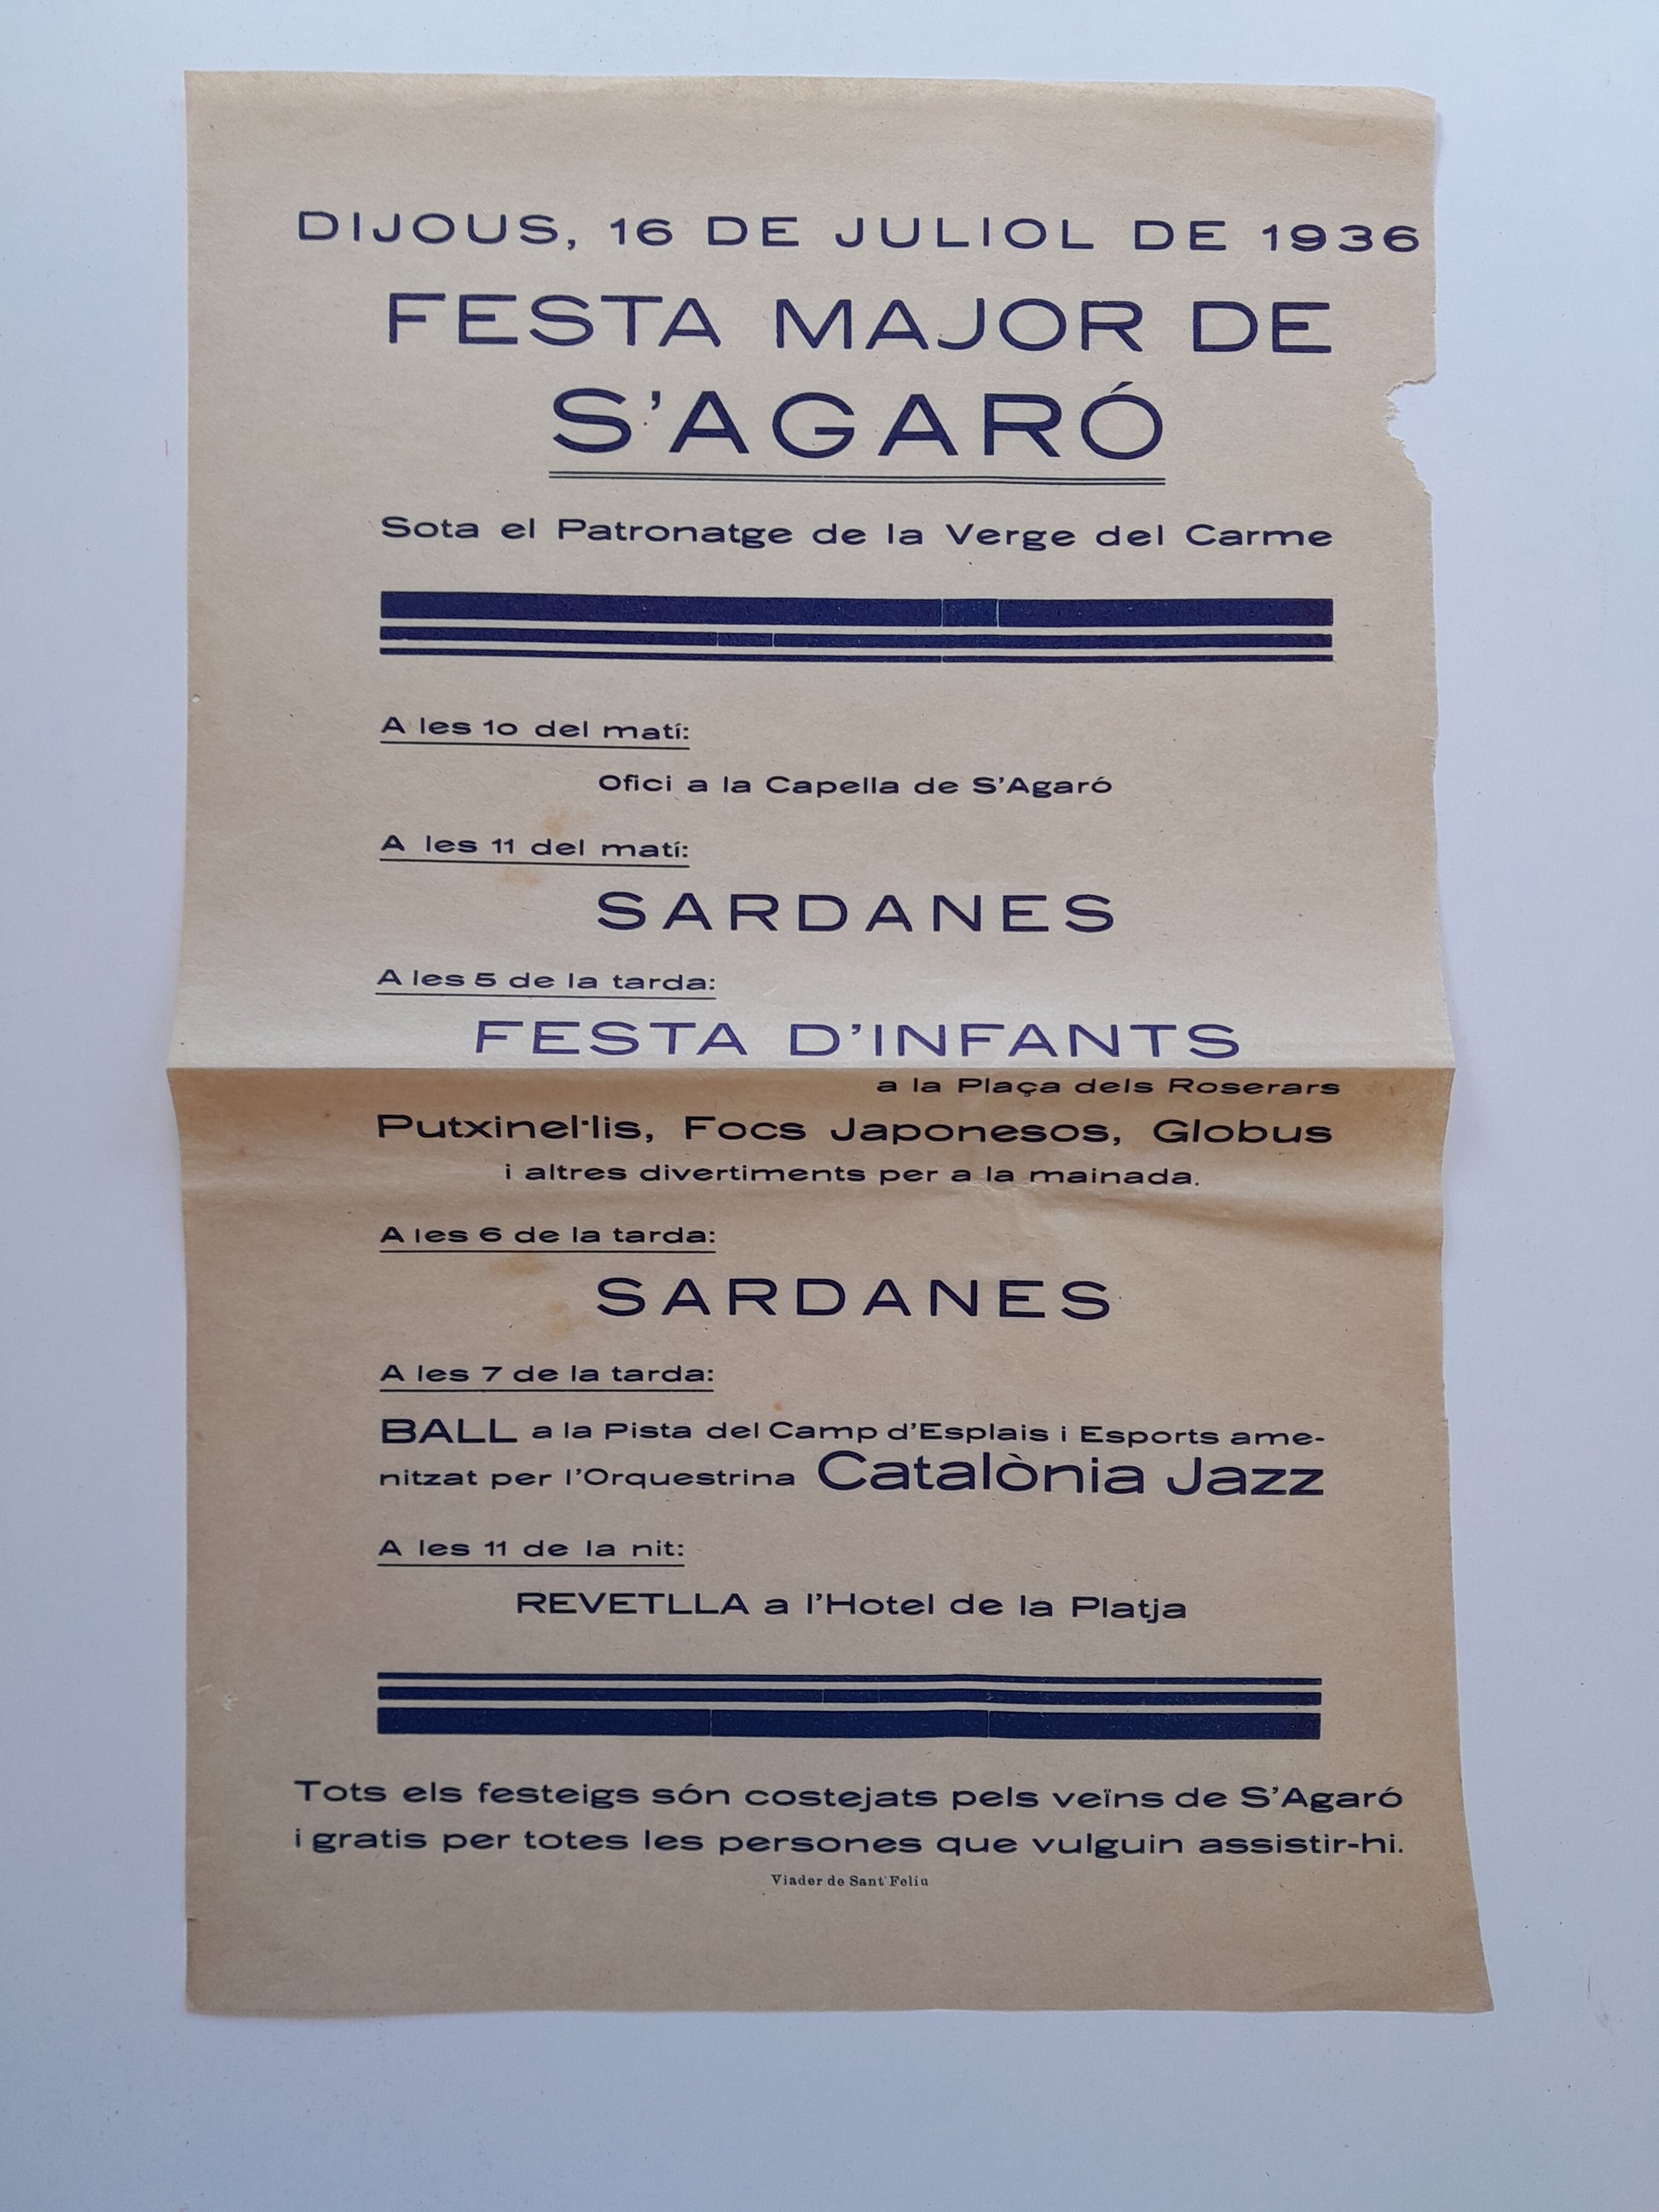 DIJOUS, 16 DE JULIOL DE 1936
FESTA MAJOR DE
S'AGARÓ
Sota el Patronatge de la Verge del Carme
A les 10 del matí:
Ofici a la Capella de S'Agaró
A les 11 del matí:
SARDANES
A les 5 de la tarda:
FESTA D'INFANTS
a la Plaça dels Roserars
Putxinel·lis, Focs Japonesos, Globus
i altres divertiments per a la mainada.
A les 6 de la tarda:
SARDANES
A les 7 de la tarda:
BALL a la Pista del Camp d'Esplais i Esports ame-
nitzat per l'Orquestrina Catalònia Jazz
A les 11 de la nit:
REVETLLA a l'Hotel de la Platja
Tots els festeigs són costejats pels veïns de S'Agaró
i gratis per totes les persones que vulguin assistir-hi.
Viader de Sant Feliu